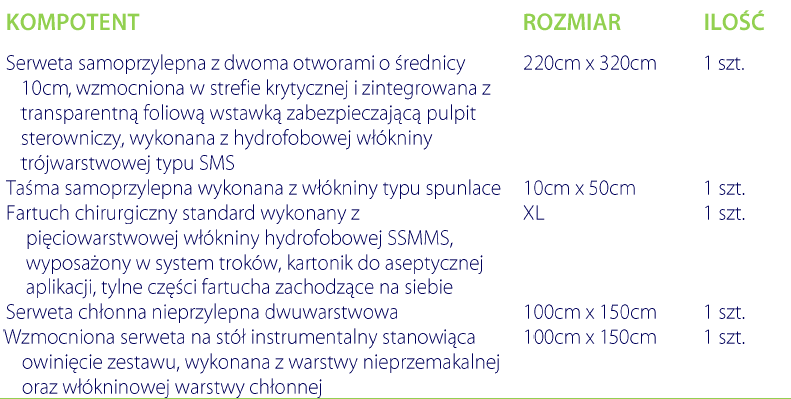 KOMPOTENT ROZMIAR ILOŚĆ
Serweta samoprzylepna z dwoma otworami o średnicy 220cm x 320cm 1 szt.
10cm, wzmocniona w strefie krytycznej i zintegrowana z
transparentną foliową wstawką zabezpieczającą pulpit
sterowniczy, wykonana z hydrofobowej włókniny
trójwarstwowej typu SMS
Taśma samoprzylepna wykonana z włókniny typu spunlace 10cm x 50cm 1 szt.
Fartuch chirurgiczny standard wykonany z XL 1 szt.
pięciowarstwowej włókniny hydrofobowej SSMMS,
wyposażony w system troków, kartonik do aseptycznej
aplikacji, tylne części fartucha zachodzące na siebie
Serweta chłonna nieprzylepna dwuwarstwowa 100cm x 150cm 1 szt.
Wzmocniona serweta na stół instrumentalny stanowiąca 100cm x 150cm 1 szt.
owinięcie zestawu, wykonana z warstwy nieprzemakalnej
oraz włókninowej warstwy chłonnej